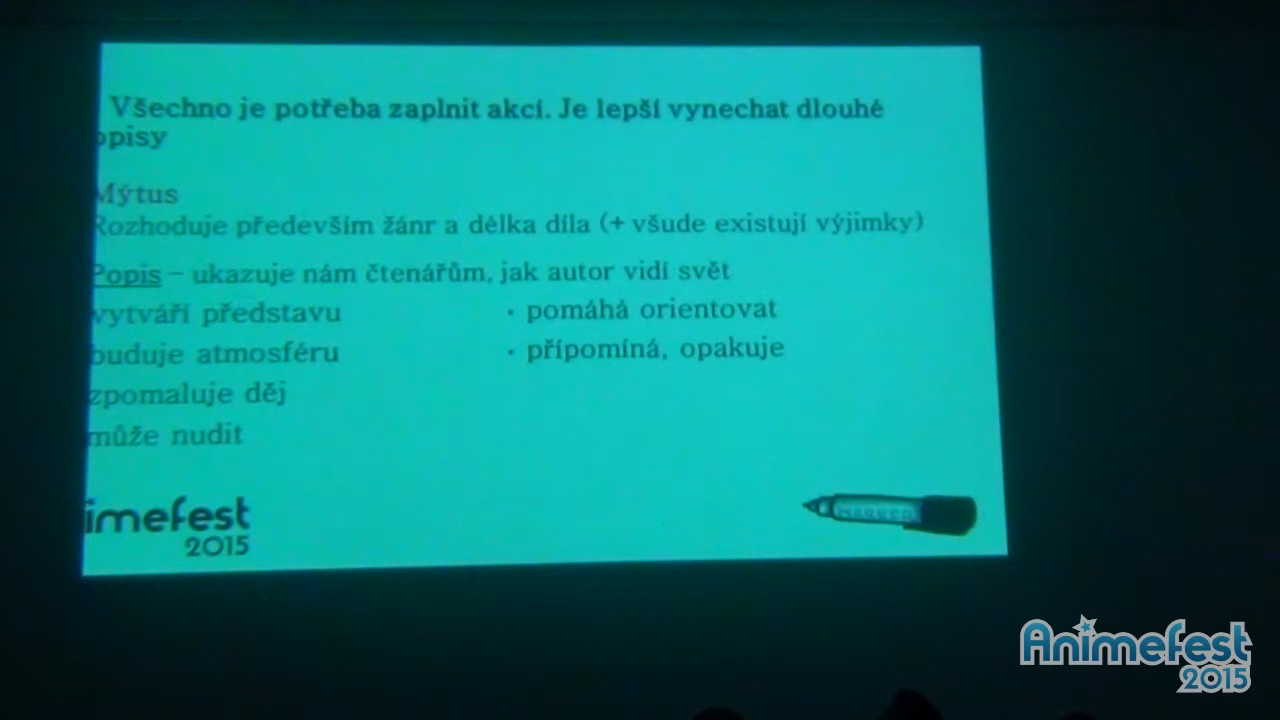 Všechno je potřeba zaplnit akcí. Je lepší vynechat dlouhé
opisy
Mýtus
Rozhoduje především žánr a délka díla (+ všude existují výjimky)
Popis – ukazuje nám čtenářům, jak autor vidí svět
vytváří představu
• pomáhá orientovat
buduje atmosféru
• přípomíná, opakuje
zpomaluje děj
může nudit
imefest
2015
MARKER
Animefest
2015